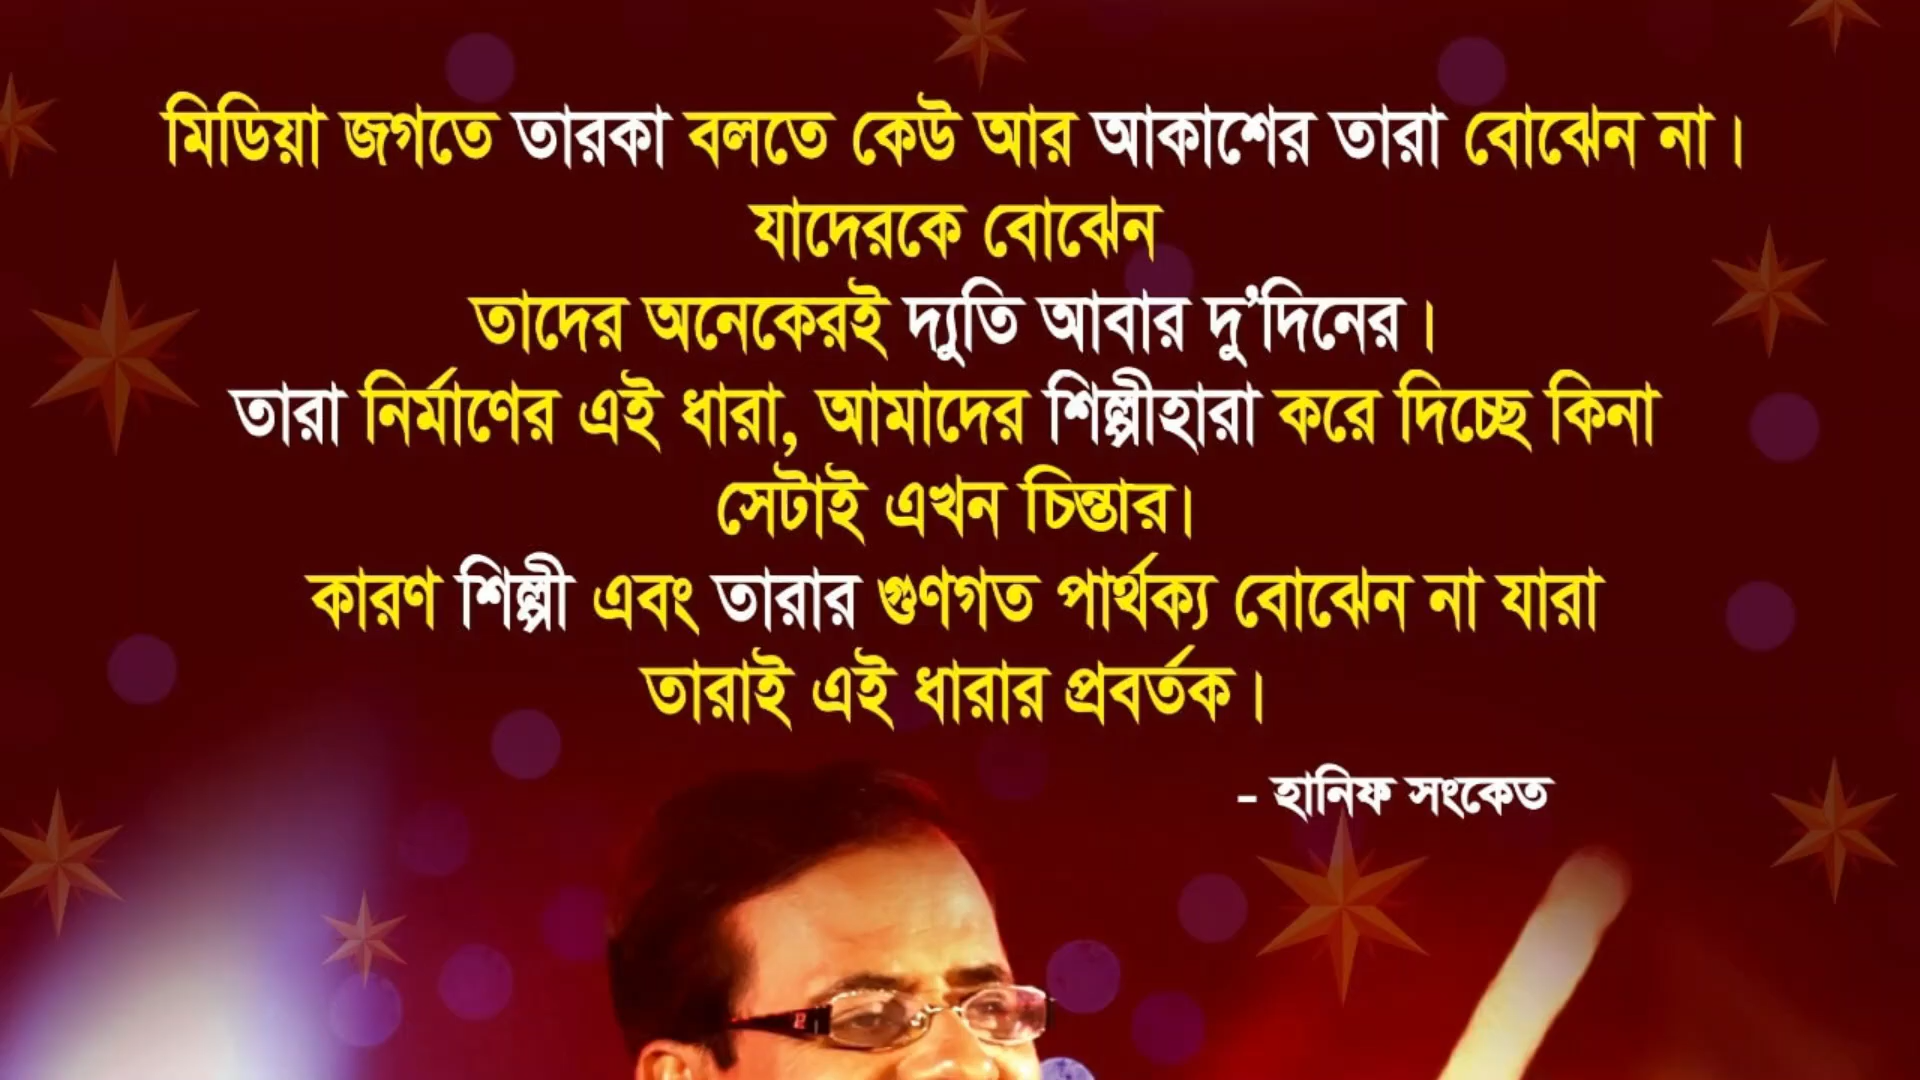 মিডিয়া জগতে তারকা বলতে কেউ আর আকাশের তারা বোঝেন না।
যাদেরকে বোঝেন
তাদের অনেকেরই দ্যুতি আবার দু’দিনের।
তারা নির্মাণের এই ধারা, আমাদের শিল্পীহারা করে দিচ্ছে কিনা
সেটাই এখন চিন্তার।
কারণ শিল্পী এবং তারার গুণগত পার্থক্য বোঝেন না যারা
তারাই এই ধারার প্রবর্তক।
- হানিফ সংকেত